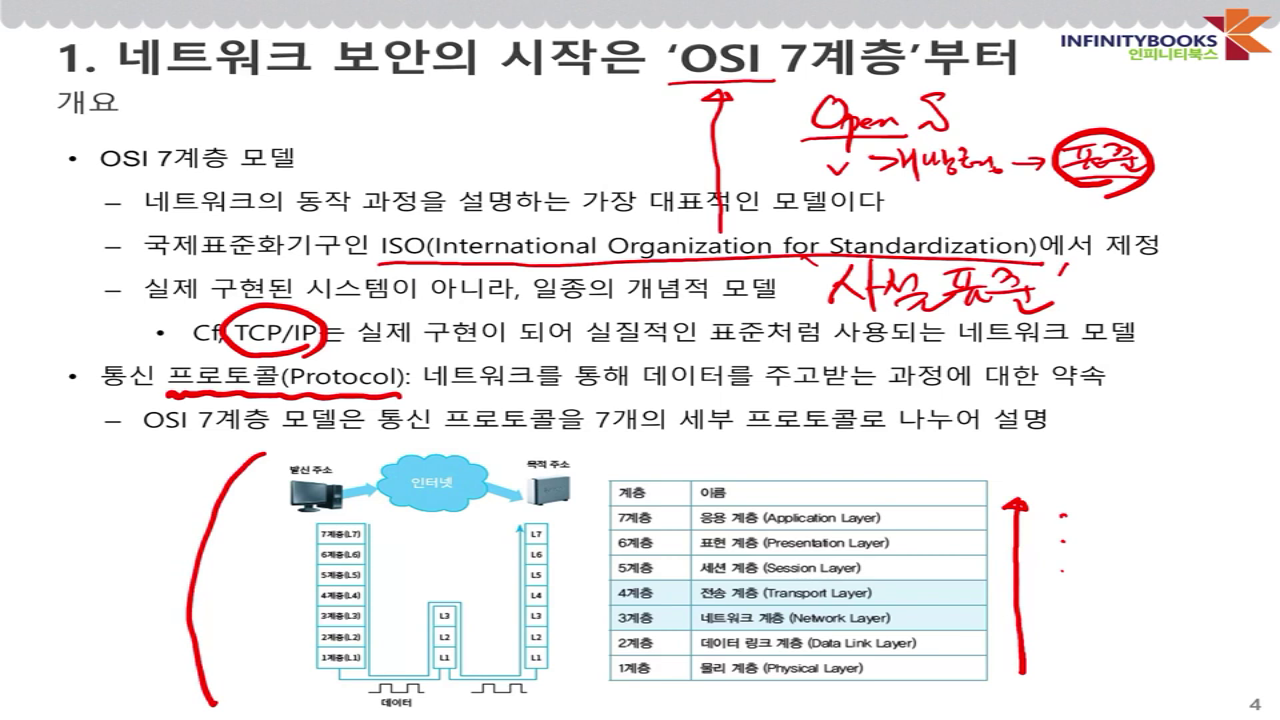 INFINITYBOOKS
인피니티북스
1. 네트워크 보안의 시작은 ‘OSI 7계층’부터
개요
Open S
개방형 → 표준
• OSI 7계층 모델
– 네트워크의 동작 과정을 설명하는 가장 대표적인 모델이다
– 국제표준화기구인 ISO(International Organization for Standardization)에서 제정
– 실제 구현된 시스템이 아니라, 일종의 개념적 모델
‘사실 표준’
• Cf, TCP/IP는 실제 구현이 되어 실질적인 표준처럼 사용되는 네트워크 모델
• 통신 프로토콜(Protocol): 네트워크를 통해 데이터를 주고받는 과정에 대한 약속
– OSI 7계층 모델은 통신 프로토콜을 7개의 세부 프로토콜로 나누어 설명
발신 주소
인터넷
목적 주소
7계층(L7)
6계층(L6)
5계층(L5)
4계층(L4)
3계층(L3)
2계층(L2)
1계층(L1)
L3
L2
L1
L7
L6
L5
L4
L3
L2
L1
데이터
계층 이름
7계층 응용 계층 (Application Layer)
6계층 표현 계층 (Presentation Layer)
5계층 세션 계층 (Session Layer)
4계층 전송 계층 (Transport Layer)
3계층 네트워크 계층 (Network Layer)
2계층 데이터 링크 계층 (Data Link Layer)
1계층 물리 계층 (Physical Layer)
4